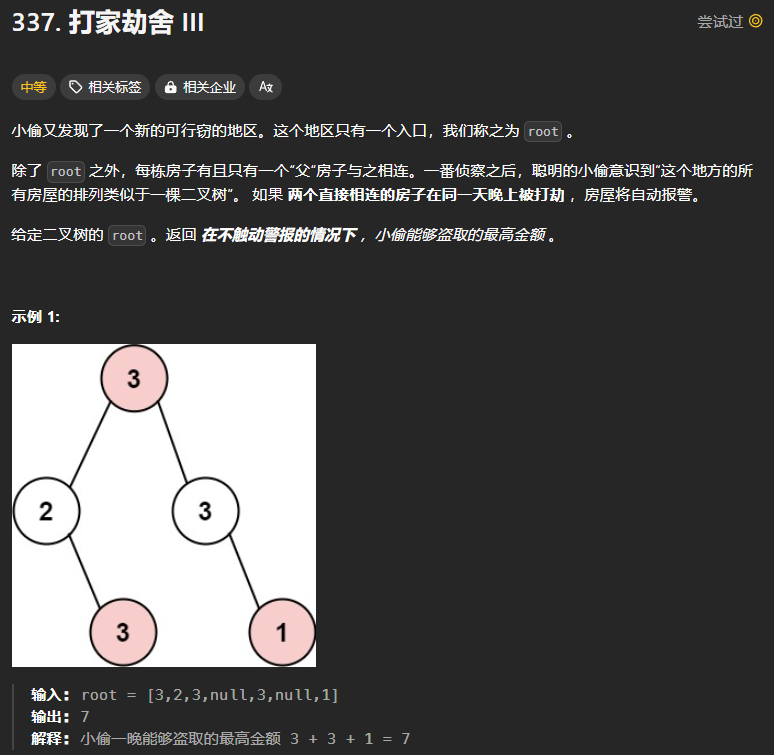 337. 打家劫舍 III
尝试过
中等 相关标签 相关企业 Ax
小偷又发现了一个新的可行窃的地区。这个地区只有一个入口，我们称之为 root 。
除了 root 之外，每栋房子有且只有一个“父“房子与之相连。一番侦察之后，聪明的小偷意识到“这个地方的所
有房屋的排列类似于一棵二叉树”。 如果 两个直接相连的房子在同一天晚上被打劫 ，房屋将自动报警。
给定二叉树的 root 。返回 在不触动警报的情况下 ，小偷能够盗取的最高金额 。
示例 1:
3
2
3
3
1
输入: root = [3,2,3,null,3,null,1]
输出: 7
解释: 小偷一晚能够盗取的最高金额 3 + 3 + 1 = 7